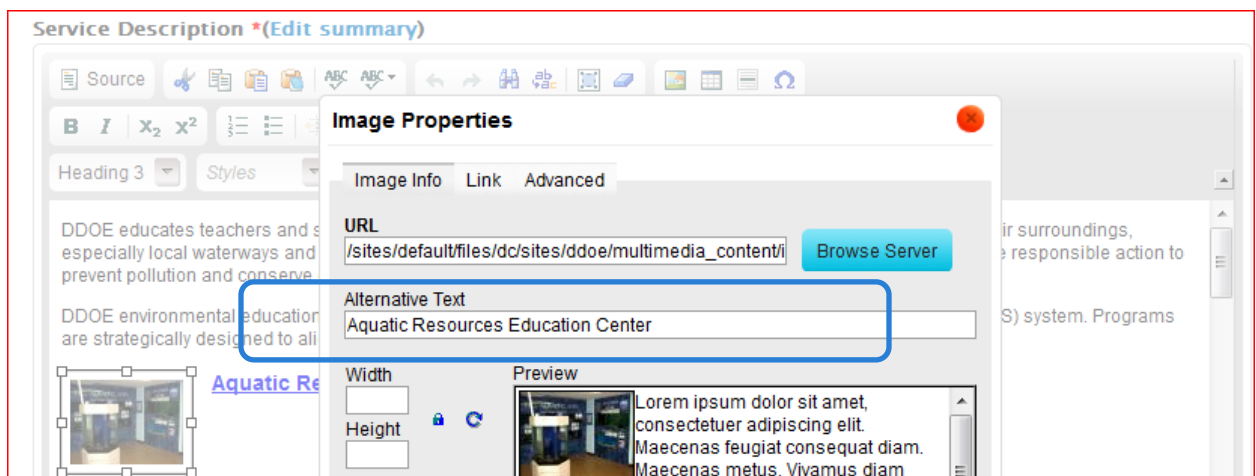 Service Description *(Edit summary)
Source ABC ABC
B I X₂ X²
Image Properties
Heading 3 Styles
Image Info Link Advanced
DDOE educates teachers and s
ir surroundings,
URL
especially local waterways and
/sites/default/files/dc/sites/ddoe/multimedia_content/i Browse Server
responsible action to
prevent pollution and conserve
Alternative Text
DDOE environmental education
Aquatic Resources Education Center
S) system. Programs
are strategically designed to ali
Aquatic Re
Width Preview
Height
Lorem ipsum dolor sit amet,
consectetuer adipiscing elit.
Maecenas feugiat consequat diam.
Maecenas metus. Vivamus diam